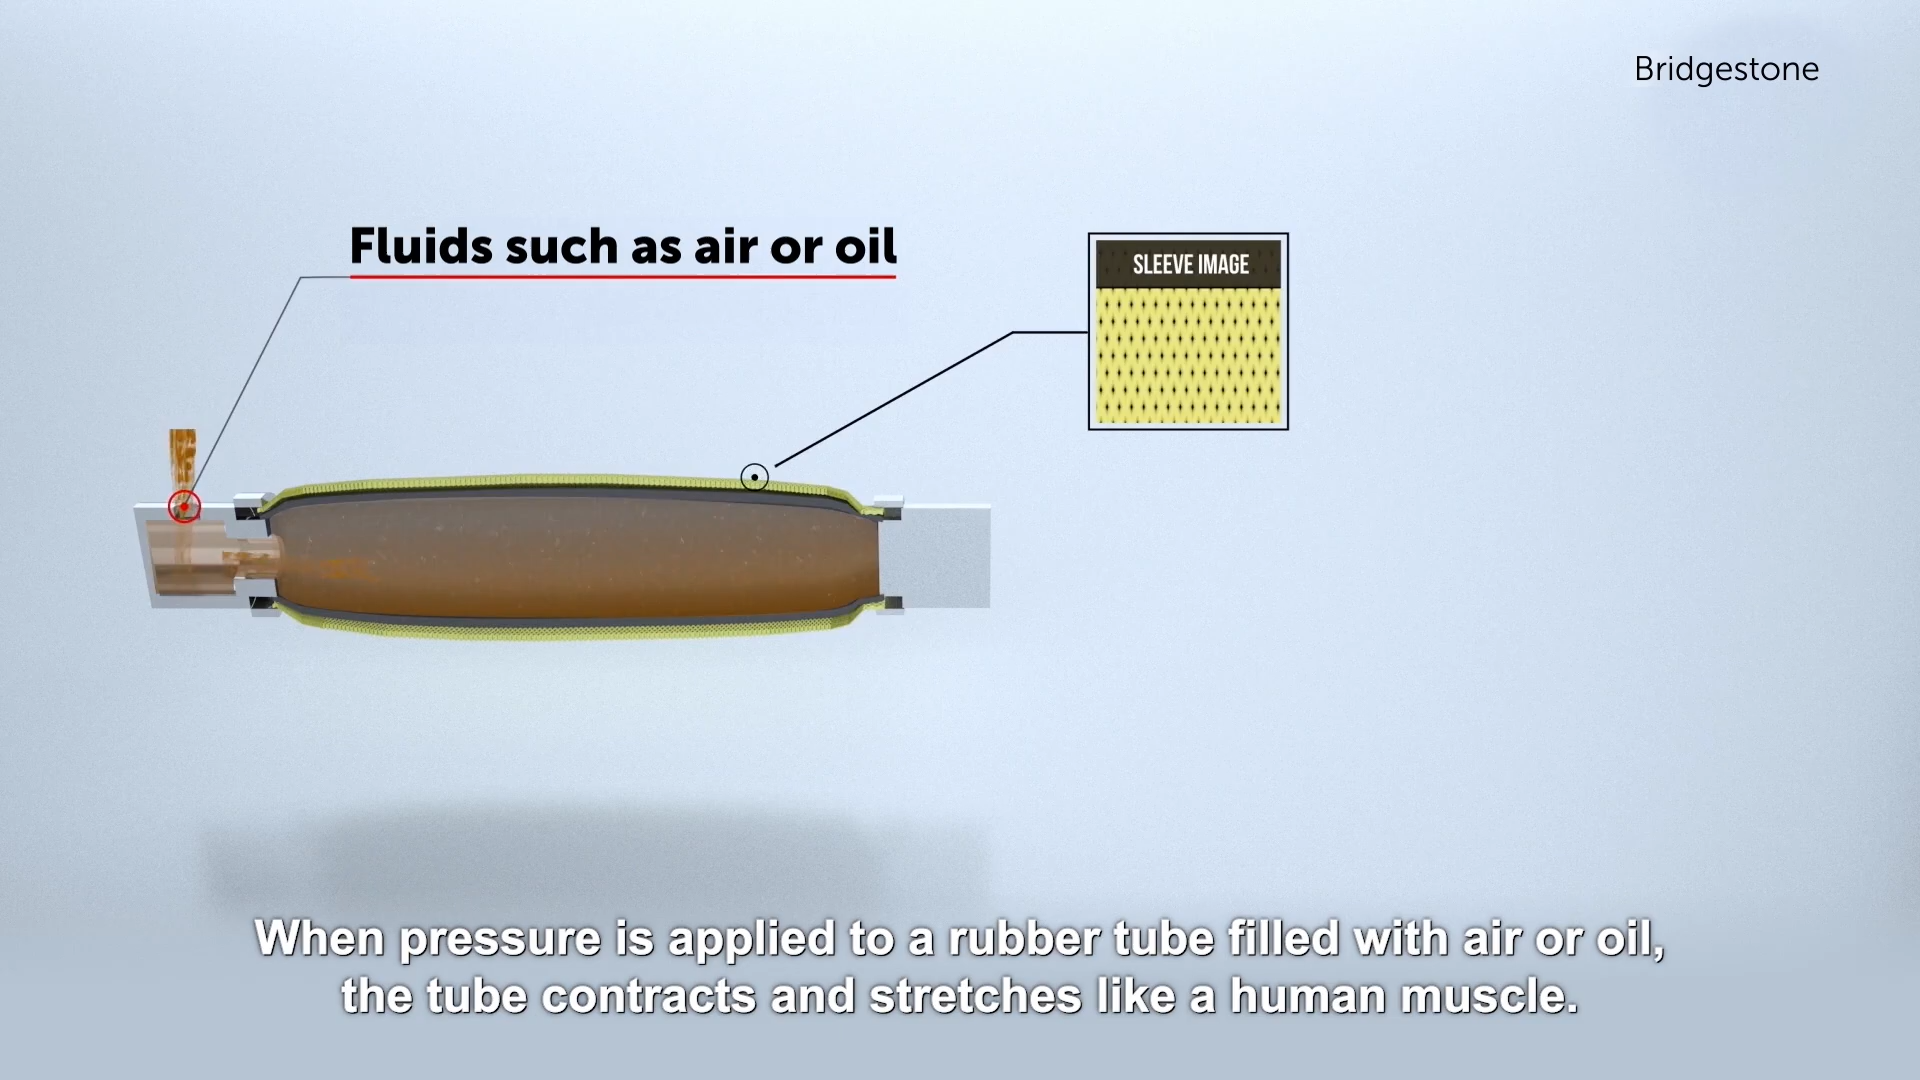 Bridgestone
Fluids such as air or oil
SLEEVE IMAGE
When pressure is applied to a rubber tube filled with air or oil,
the tube contracts and stretches like a human muscle.